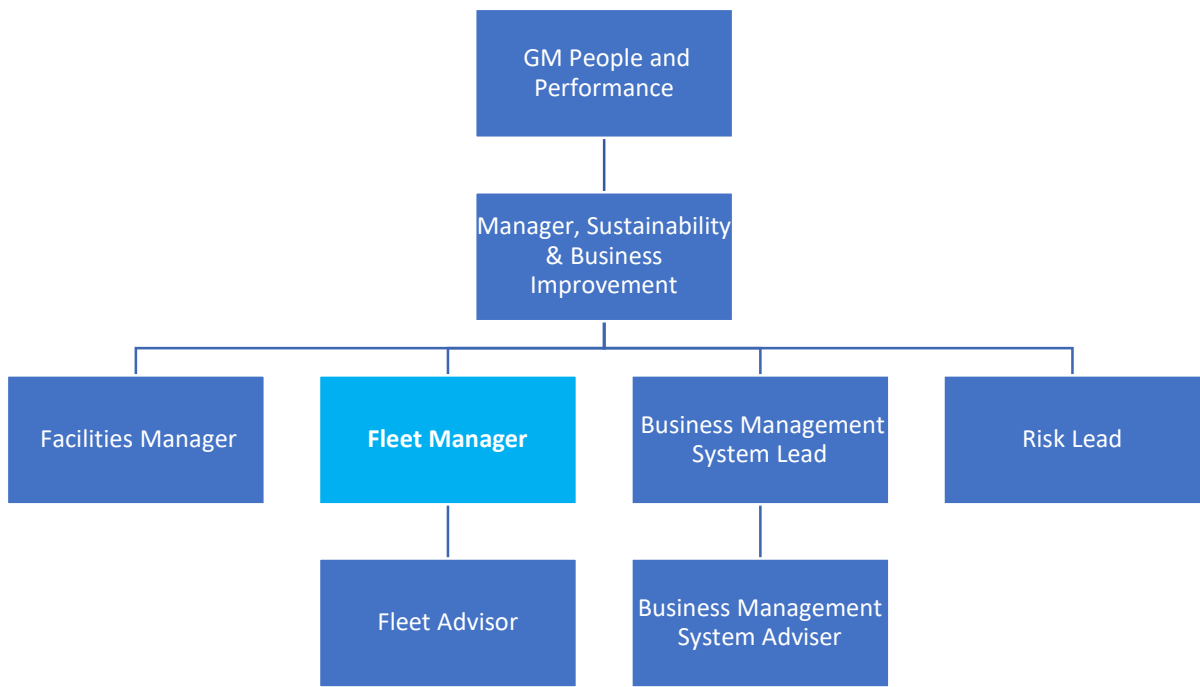 GM People and
Performance
Manager, Sustainability
& Business
Improvement
Facilities Manager
Fleet Manager
Business Management
System Lead
Risk Lead
Fleet Advisor
Business Management
System Adviser